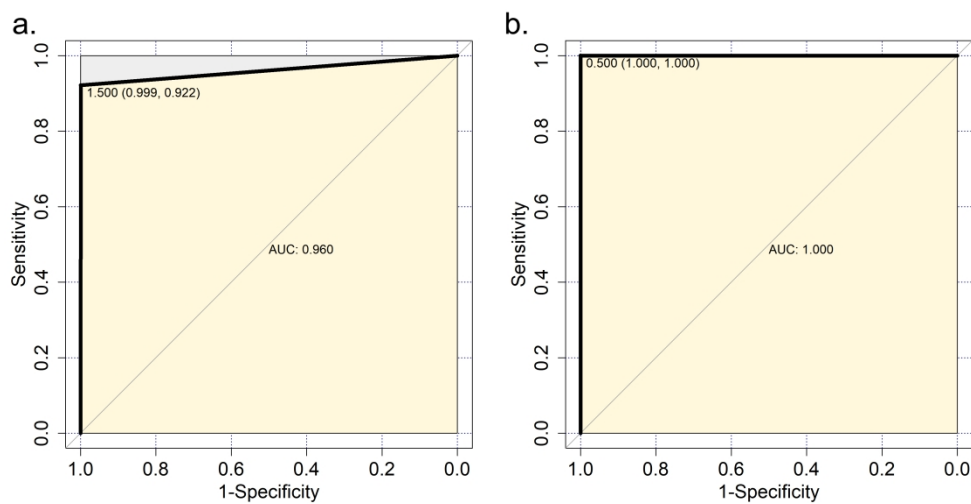 a.
1.0
0.8
0.6
0.4
0.2
0.0
Sensitivity
1.500 (0.999, 0.922)
AUC: 0.960
1.0 0.8 0.6 0.4 0.2 0.0
1-Specificity
b.
1.0
0.8
0.6
0.4
0.2
0.0
Sensitivity
0.500 (1.000, 1.000)
AUC: 1.000
1.0 0.8 0.6 0.4 0.2 0.0
1-Specificity